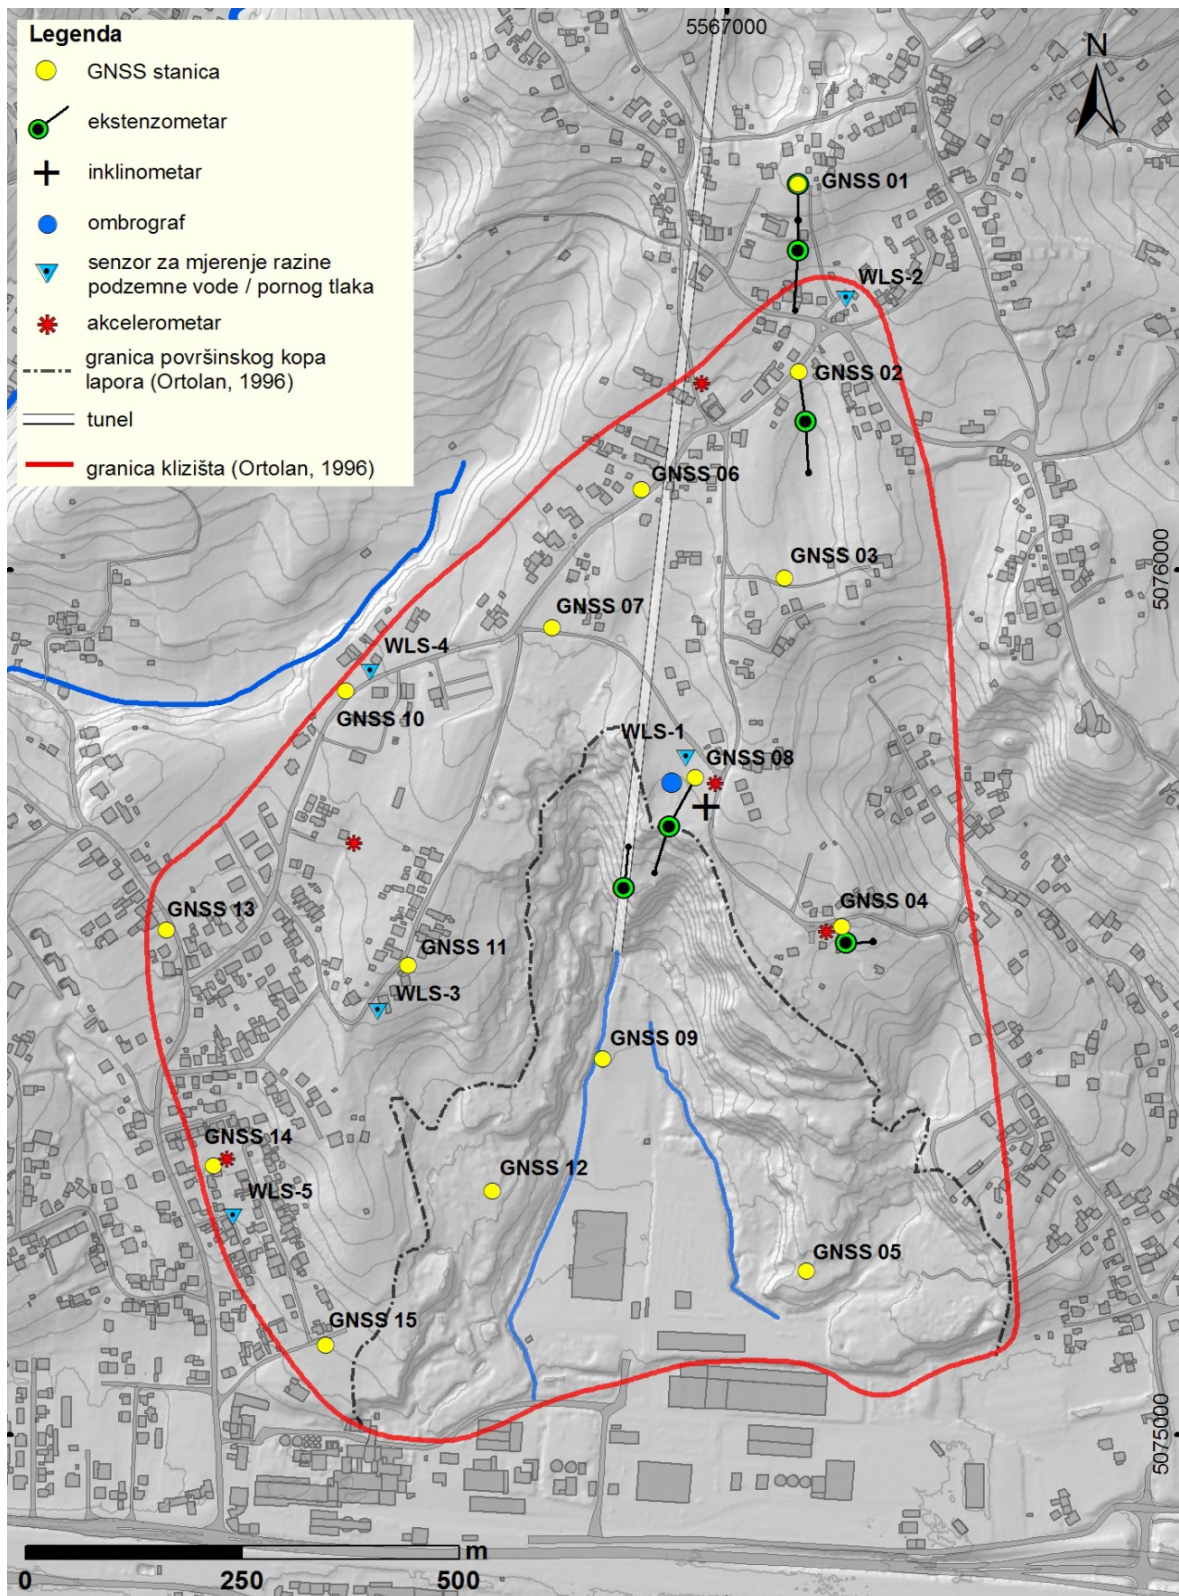 5567000
Legenda
GNSS stanica
ekstenzometar
inklinometar
ombrograf
senzor za mjerenje razine
podzemne vode / pornog tlaka
akcelerometar
granica površinskog kopa
lapora (Ortolan, 1996)
tunel
granica klizišta (Ortolan, 1996)
N
GNSS 01
WLS-2
GNSS 02
GNSS 06
GNSS 03
5076000
GNSS 07
WLS-4
GNSS 10
WLS-1
GNSS 08
GNSS 04
GNSS 13
GNSS 11
WLS-3
GNSS 09
GNSS 14
GNSS 12
WLS-5
GNSS 05
GNSS 15
5075000
m
0 250 500